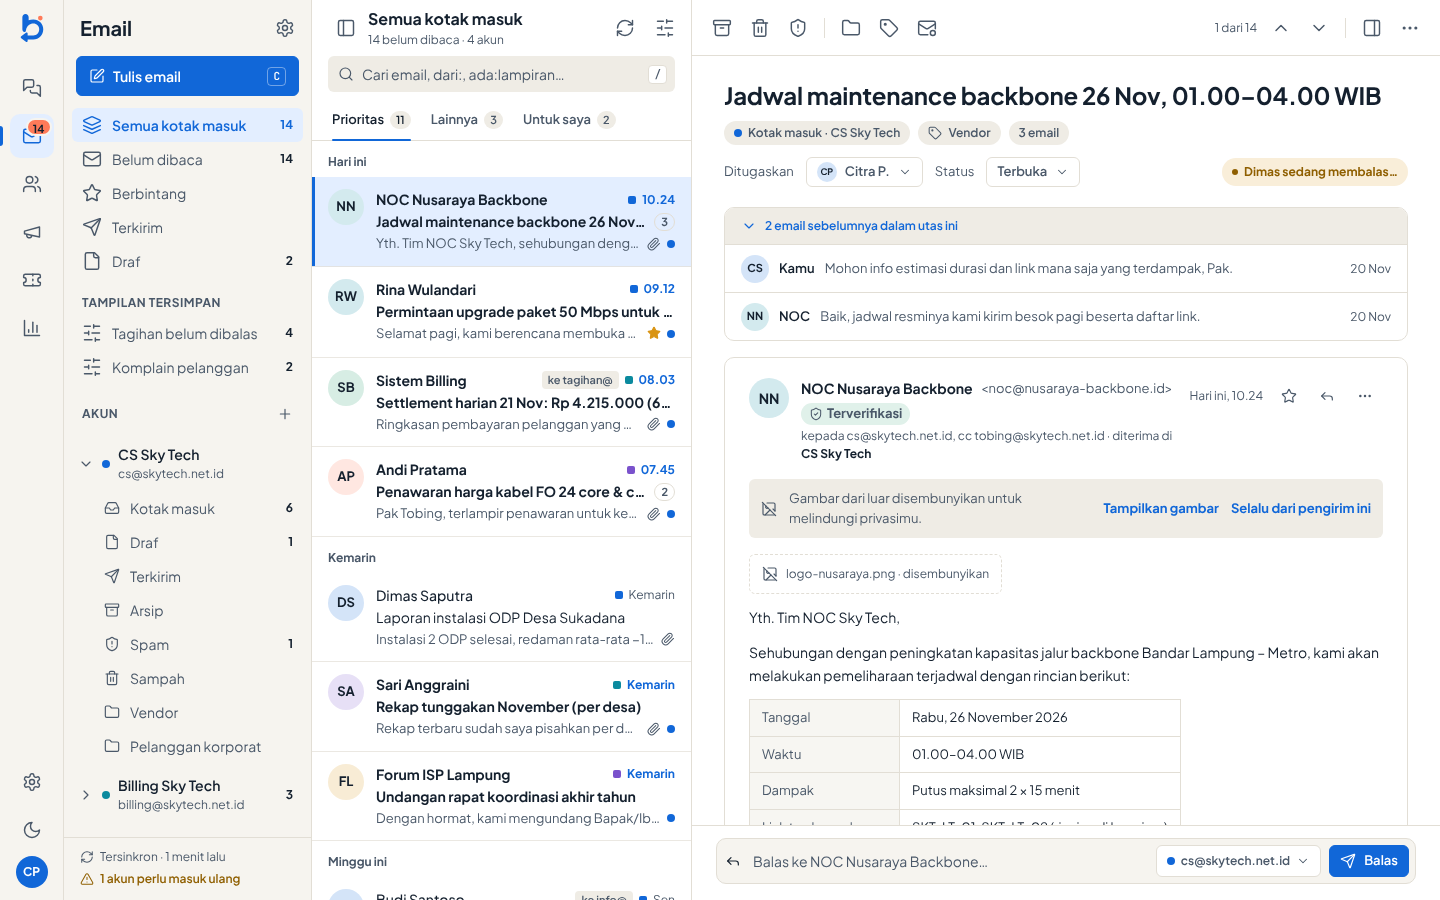 14
CP
Email
Tulis email
C
Semua kotak masuk 14
Belum dibaca 14
Berbintang
Terkirim
Draf 2
TAMPILAN TERSIMPAN
Tagihan belum dibalas 4
Komplain pelanggan 2
AKUN
CS Sky Tech
cs@skytech.net.id
Kotak masuk 6
Draf 1
Terkirim
Arsip
Spam 1
Sampah
Vendor
Pelanggan korporat
Billing Sky Tech 3
billing@skytech.net.id
Tersinkron · 1 menit lalu
1 akun perlu masuk ulang
Semua kotak masuk
14 belum dibaca · 4 akun
Cari email, dari:, ada:lampiran... /
Prioritas 11 Lainnya 3 Untuk saya 2
Hari ini
NN NOC Nusaraya Backbone 10.24
Jadwal maintenance backbone 26 Nov... 3
Yth. Tim NOC Sky Tech, sehubungan deng...
RW Rina Wulandari 09.12
Permintaan upgrade paket 50 Mbps untuk ...
Selamat pagi, kami berencana membuka ...
SB Sistem Billing ke tagihan@ 08.03
Settlement harian 21 Nov: Rp 4.215.000 (6...
Ringkasan pembayaran pelanggan yang ...
AP Andi Pratama 07.45
Penawaran harga kabel FO 24 core & c... 2
Pak Tobing, terlampir penawaran untuk ke...
Kemarin
DS Dimas Saputra Kemarin
Laporan instalasi ODP Desa Sukadana
Instalasi 2 ODP selesai, redaman rata-rata −1...
SA Sari Anggraini Kemarin
Rekap tunggakan November (per desa)
Rekap terbaru sudah saya pisahkan per d...
FL Forum ISP Lampung Kemarin
Undangan rapat koordinasi akhir tahun
Dengan hormat, kami mengundang Bapak/Ib...
Minggu ini
Budi Santoso ke info@ Sen
1 dari 14
Jadwal maintenance backbone 26 Nov, 01.00–04.00 WIB
Kotak masuk · CS Sky Tech Vendor 3 email
Ditugaskan CP Citra P. Status Terbuka Dimas sedang membalas...
2 email sebelumnya dalam utas ini
CS Kamu Mohon info estimasi durasi dan link mana saja yang terdampak, Pak. 20 Nov
NN NOC Baik, jadwal resminya kami kirim besok pagi beserta daftar link. 20 Nov
NN NOC Nusaraya Backbone <noc@nusaraya-backbone.id> Hari ini, 10.24
Terverifikasi
kepada cs@skytech.net.id, cc tobing@skytech.net.id · diterima di
CS Sky Tech
Gambar dari luar disembunyikan untuk
melindungi privasimu.
Tampilkan gambar Selalu dari pengirim ini
logo-nusaraya.png · disembunyikan
Yth. Tim NOC Sky Tech,
Sehubungan dengan peningkatan kapasitas jalur backbone Bandar Lampung – Metro, kami akan
melakukan pemeliharaan terjadwal dengan rincian berikut:
Tanggal Rabu, 26 November 2026
Waktu 01.00–04.00 WIB
Dampak Putus maksimal 2 × 15 menit
Balas ke NOC Nusaraya Backbone...
cs@skytech.net.id
Balas